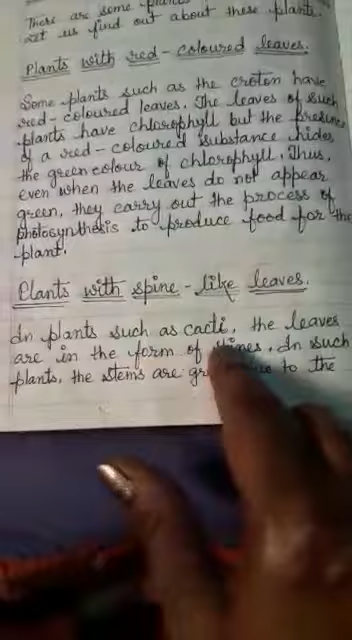 There are some plants
Let us find out about these plants.
Plants with red-coloured leaves.
Some plants such as the croton have
red-coloured leaves. The leaves of such
plants have chlorophyll but the presence
of a red-coloured substance hides
the green colour of chlorophyll. Thus,
even when the leaves do not appear
green, they carry out the process of
photosynthesis to produce food for the
plant.
Plants with spine-like leaves.
In plants such as cacti, the leaves
are in the form of spines. In such
plants, the stems are to the